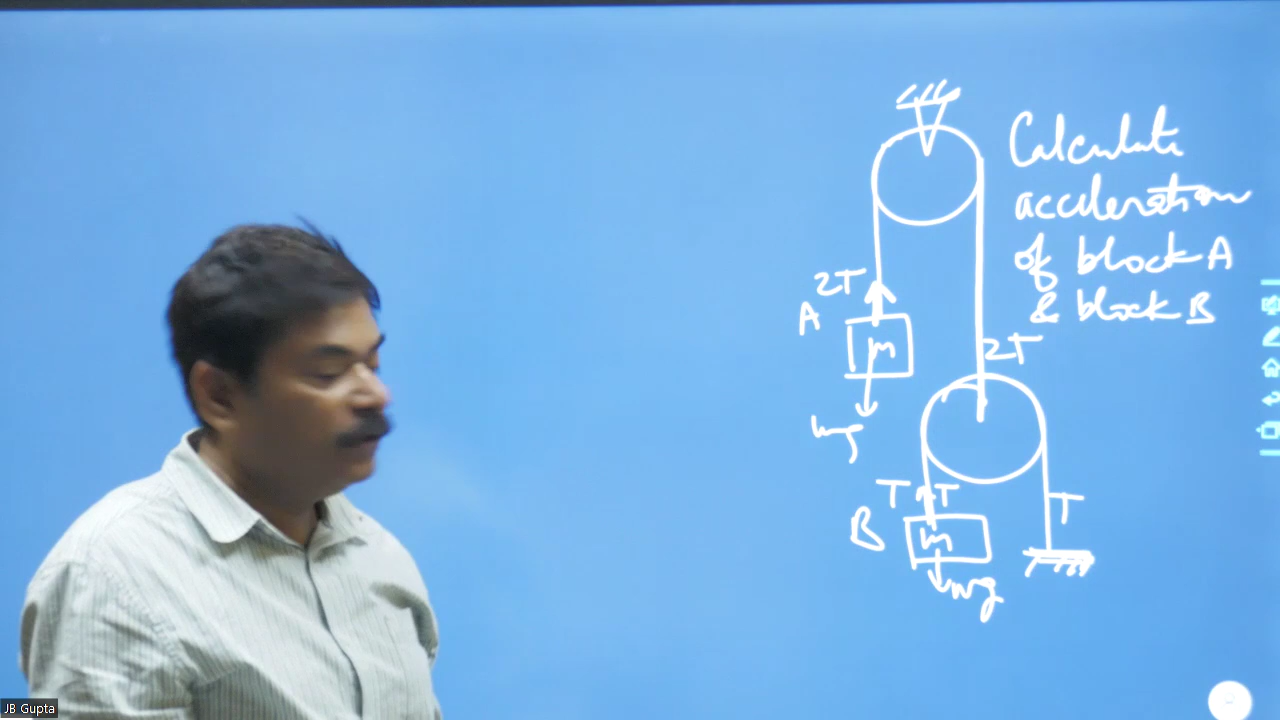 Calculate
acceleration
of block A
& block B
2T
A
m
mg
2T
T
T
B
m
mg
T
JB Gupta